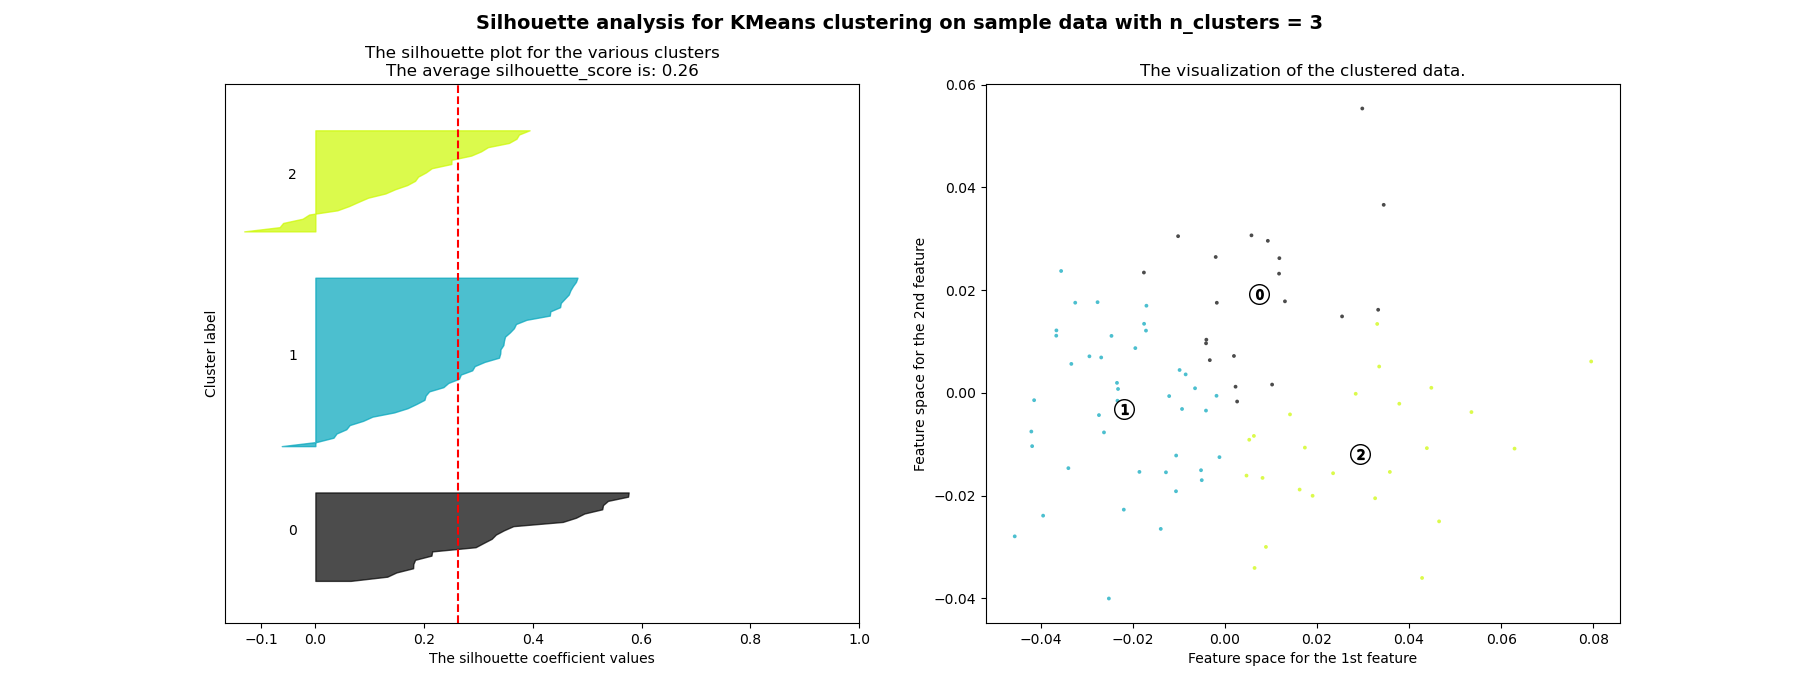 Silhouette analysis for KMeans clustering on sample data with n_clusters = 3
The silhouette plot for the various clusters
The average silhouette_score is: 0.26
2
1
0
Cluster label
−0.1 0.0 0.2 0.4 0.6 0.8 1.0
The silhouette coefficient values
The visualization of the clustered data.
0.06
0.04
0.02
0.00
−0.02
−0.04
Feature space for the 2nd feature
0
1
2
−0.04 −0.02 0.00 0.02 0.04 0.06 0.08
Feature space for the 1st feature